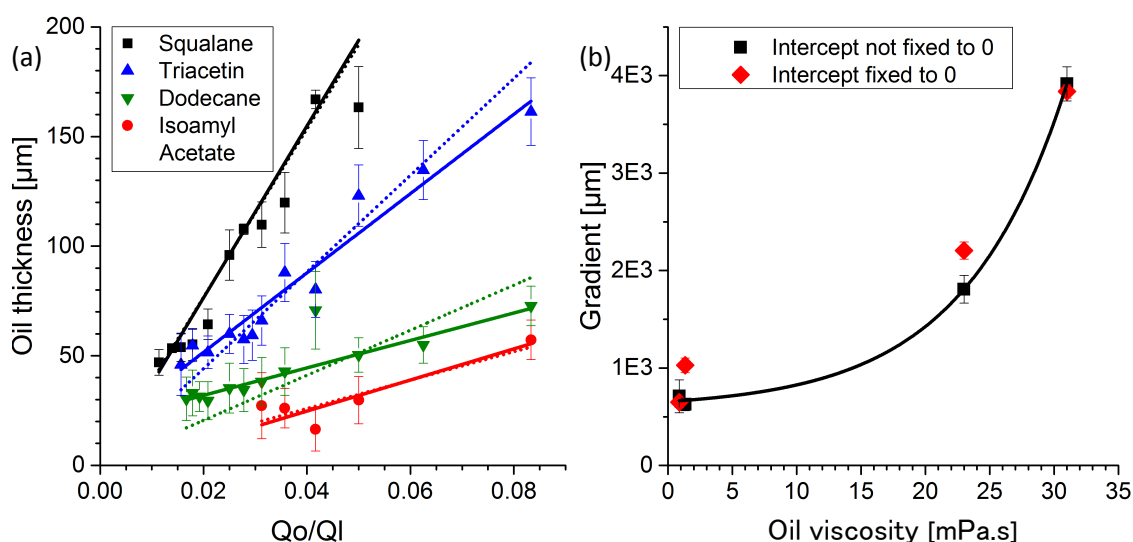 (a)
Squalane
Triacetin
Dodecane
Isoamyl
Acetate
Oil thickness [µm]
200
150
100
50
0
0.00 0.02 0.04 0.06 0.08
Qo/Ql
(b)
Intercept not fixed to 0
Intercept fixed to 0
Gradient [µm]
4E3
3E3
2E3
1E3
0E3
0 5 10 15 20 25 30 35
Oil viscosity [mPa.s]